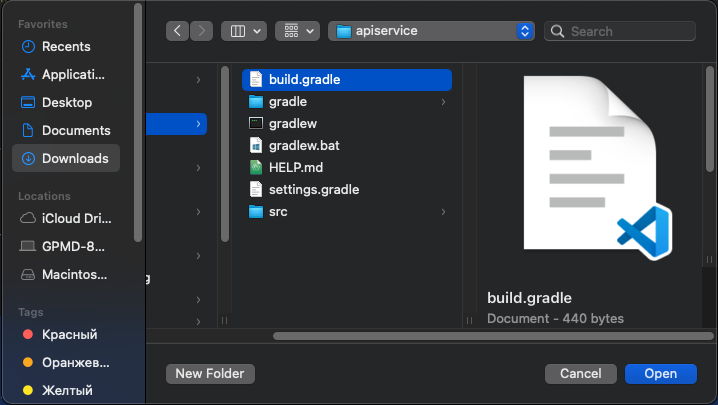 Favorites
Recents
Applicati...
Desktop
Documents
Downloads
Locations
iCloud Dri...
GPMD-8...
Macintos...
Tags
Красный
Оранжев...
Желтый
apiservice
Search
build.gradle
gradle
gradlew
gradlew.bat
HELP.md
settings.gradle
src
g
build.gradle
Document - 440 bytes
New Folder
Cancel
Open